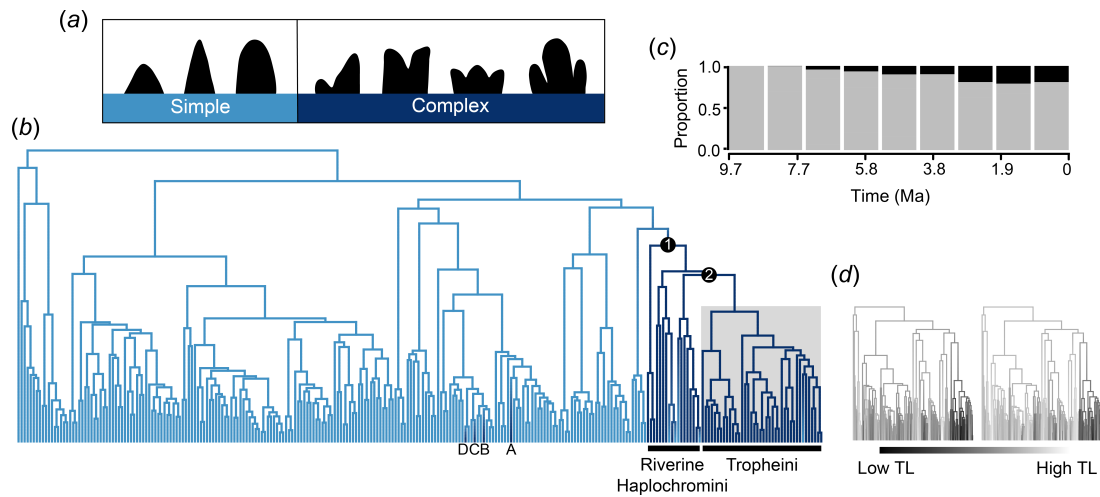 (a)
Simple
Complex
(b)
1
2
DCB A
Riverine
Haplochromini
Tropheini
(c)
Proportion
1.0
0.5
0.0
9.7 7.7 5.8 3.8 1.9 0
Time (Ma)
(d)
Low TL High TL